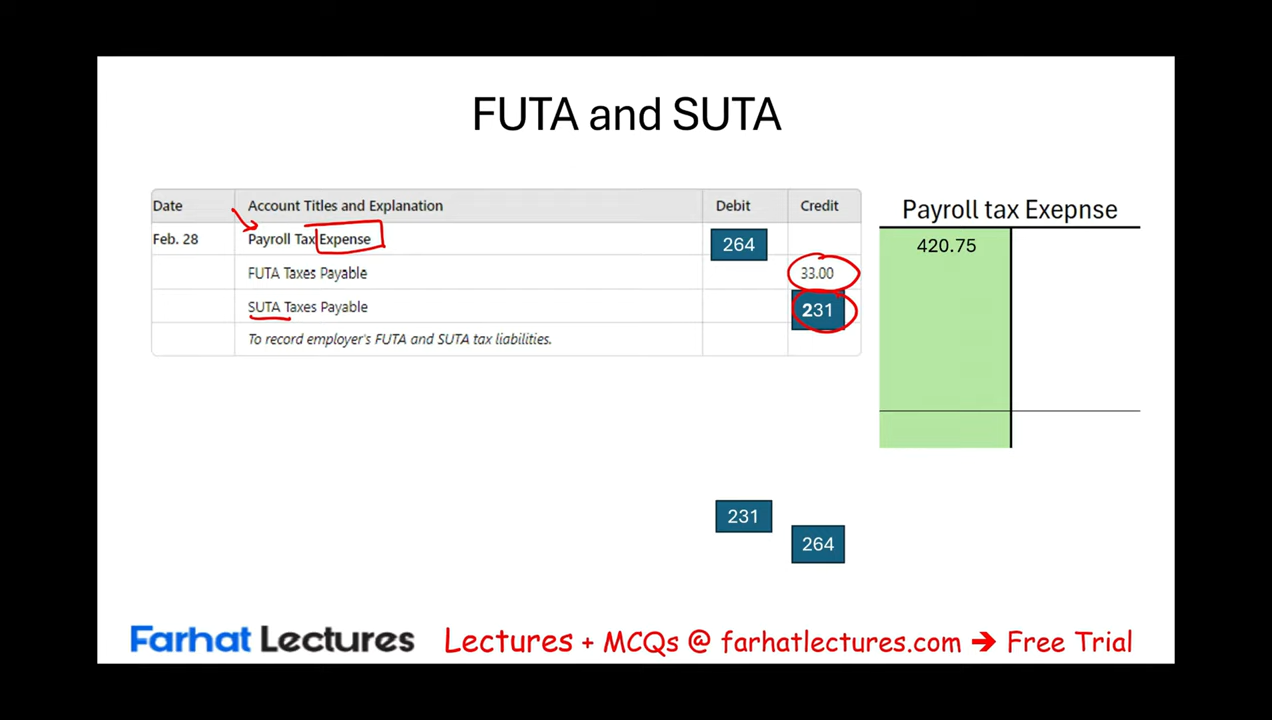 FUTA and SUTA
Date Account Titles and Explanation Debit Credit
Feb. 28 Payroll Tax Expense 264
FUTA Taxes Payable 33.00
SUTA Taxes Payable 231
To record employer's FUTA and SUTA tax liabilities.
Payroll tax Exepnse
420.75
231
264
Farhat Lectures Lectures + MCQs @ farhatlectures.com ➔ Free Trial